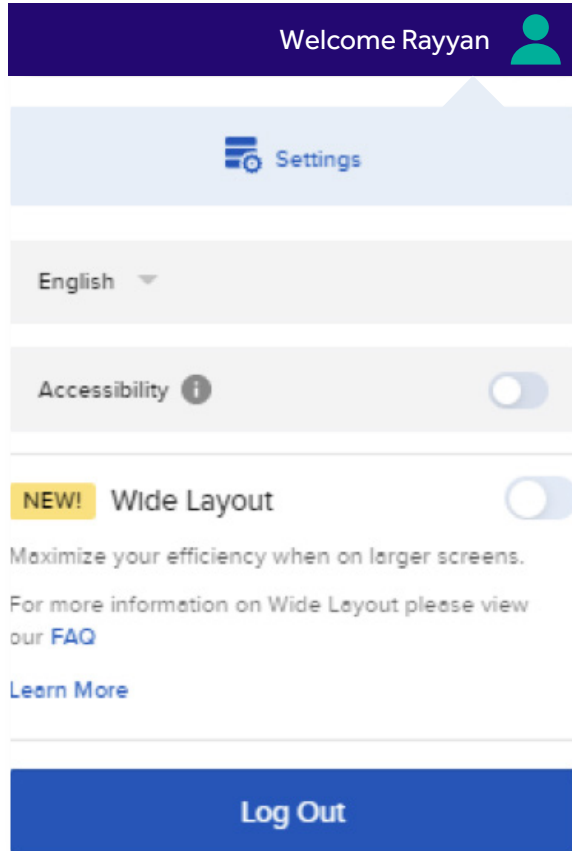 Welcome Rayyan
Settings
English
Accessibility
NEW! Wide Layout
Maximize your efficiency when on larger screens.
For more information on Wide Layout please view
our FAQ
Learn More
Log Out